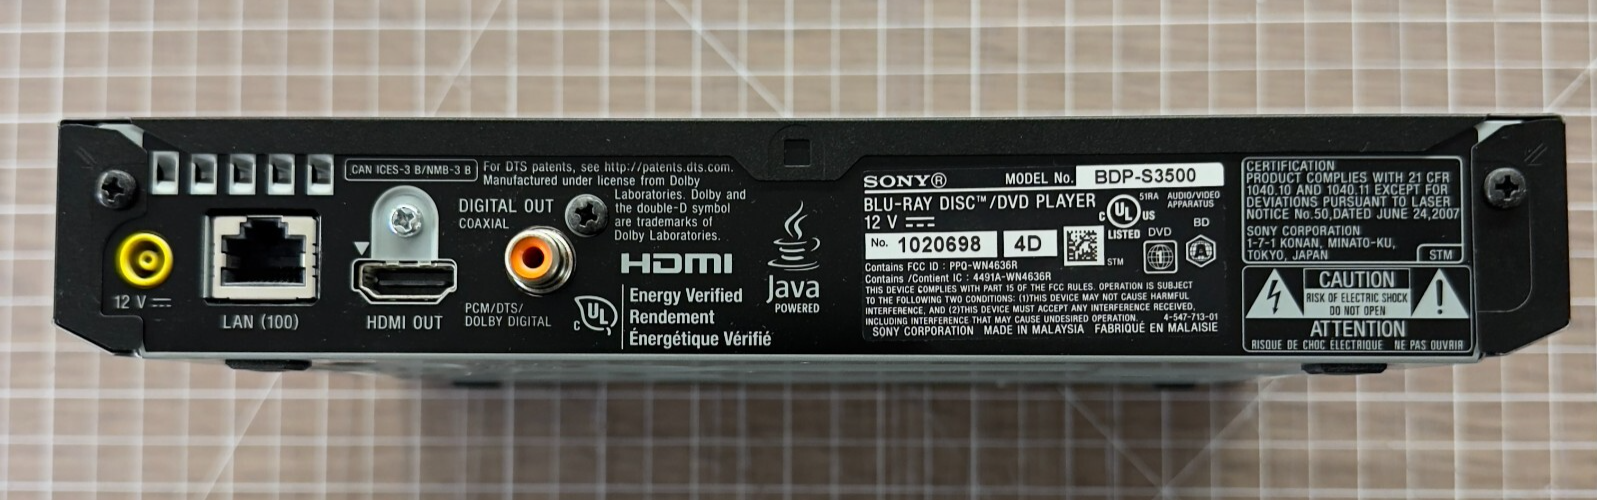 CAN ICES-3 B/NMB-3 B
For DTS patents, see http://patents.dts.com.
Manufactured under license from Dolby
Laboratories. Dolby and
the double-D symbol
are trademarks of
Dolby Laboratories.
DIGITAL OUT
COAXIAL
PCM/DTS/
DOLBY DIGITAL
12 V
LAN (100)
HDMI OUT
HDMI
c UL
Energy Verified
Rendement
Énergétique Vérifié
Java
POWERED
SONY®
MODEL No. BDP-S3500
BLU-RAY DISC™/DVD PLAYER
12 V
51RA AUDIO/VIDEO
APPARATUS
c UL US
LISTED
DVD
1
BD
No. 1020698 4D
STM
Contains FCC ID : PPQ-WN4636R
Contains /Contient IC : 4491A-WN4636R
THIS DEVICE COMPLIES WITH PART 15 OF THE FCC RULES. OPERATION IS SUBJECT
TO THE FOLLOWING TWO CONDITIONS: (1)THIS DEVICE MAY NOT CAUSE HARMFUL
INTERFERENCE, AND (2)THIS DEVICE MUST ACCEPT ANY INTERFERENCE RECEIVED,
INCLUDING INTERFERENCE THAT MAY CAUSE UNDESIRED OPERATION. 4-547-713-01
SONY CORPORATION MADE IN MALAYSIA FABRIQUÉ EN MALAISIE
CERTIFICATION
PRODUCT COMPLIES WITH 21 CFR
1040.10 AND 1040.11 EXCEPT FOR
DEVIATIONS PURSUANT TO LASER
NOTICE No.50,DATED JUNE 24,2007
SONY CORPORATION
1-7-1 KONAN, MINATO-KU,
TOKYO, JAPAN
STM
CAUTION
RISK OF ELECTRIC SHOCK
DO NOT OPEN
ATTENTION
RISQUE DE CHOC ÉLECTRIQUE NE PAS OUVRIR